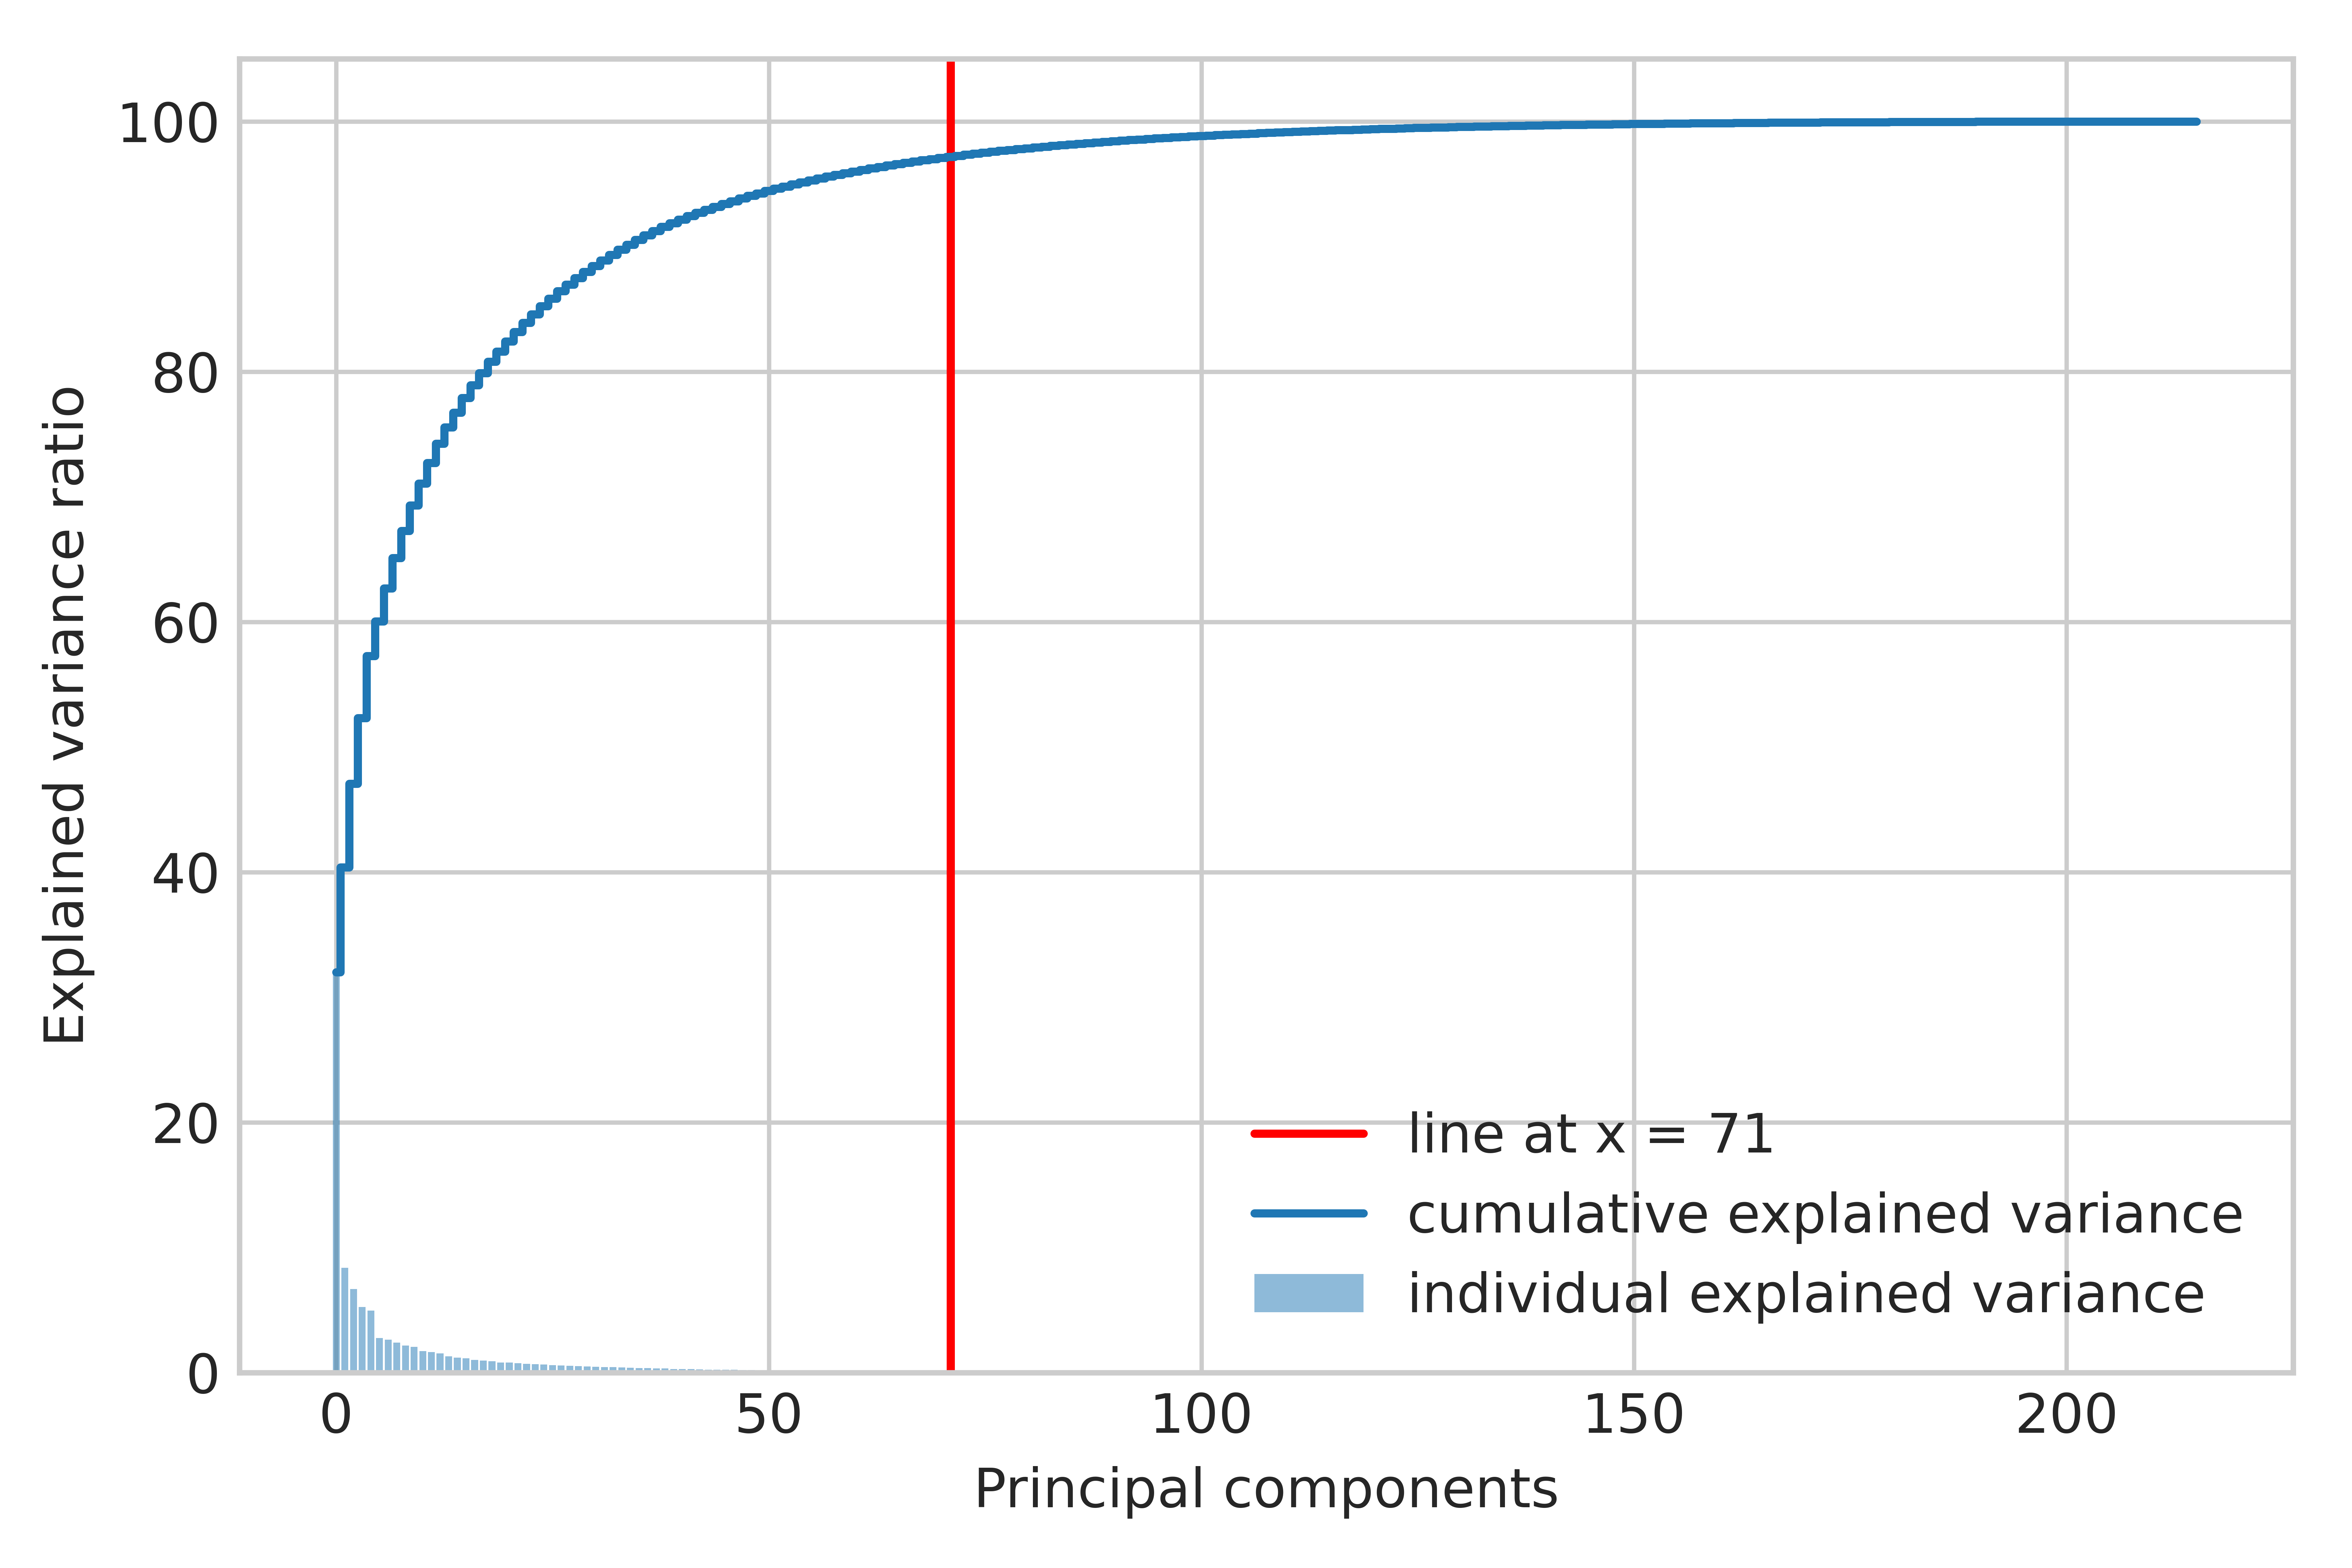 100
80
60
40
20
0
Explained variance ratio
line at x = 71
cumulative explained variance
individual explained variance
0 50 100 150 200
Principal components